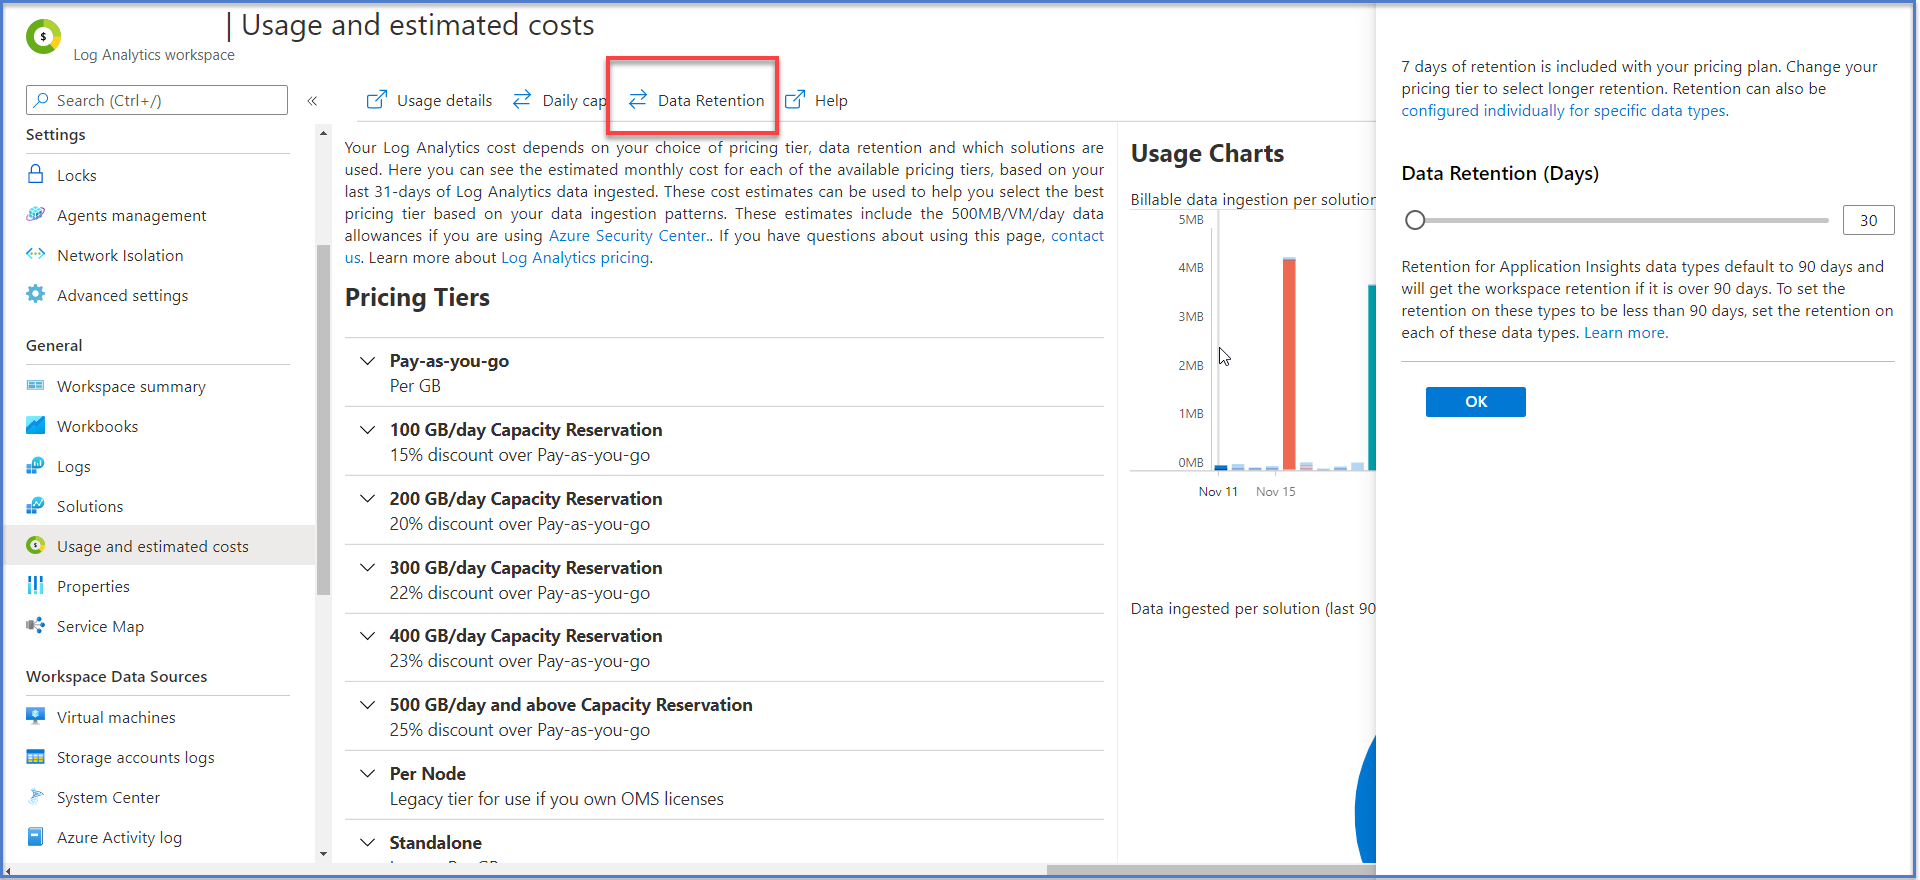 | Usage and estimated costs
Log Analytics workspace
Search (Ctrl+/)
«
Settings
Locks
Agents management
Network Isolation
Advanced settings
General
Workspace summary
Workbooks
Logs
Solutions
Usage and estimated costs
Properties
Service Map
Workspace Data Sources
Virtual machines
Storage accounts logs
System Center
Azure Activity log
Usage details
Daily cap
Data Retention
Help
Your Log Analytics cost depends on your choice of pricing tier, data retention and which solutions are
used. Here you can see the estimated monthly cost for each of the available pricing tiers, based on your
last 31-days of Log Analytics data ingested. These cost estimates can be used to help you select the best
pricing tier based on your data ingestion patterns. These estimates include the 500MB/VM/day data
allowances if you are using Azure Security Center.. If you have questions about using this page, contact
us. Learn more about Log Analytics pricing.
Pricing Tiers
Pay-as-you-go
Per GB
100 GB/day Capacity Reservation
15% discount over Pay-as-you-go
200 GB/day Capacity Reservation
20% discount over Pay-as-you-go
300 GB/day Capacity Reservation
22% discount over Pay-as-you-go
400 GB/day Capacity Reservation
23% discount over Pay-as-you-go
500 GB/day and above Capacity Reservation
25% discount over Pay-as-you-go
Per Node
Legacy tier for use if you own OMS licenses
Standalone
Usage Charts
Billable data ingestion per solution
5MB
4MB
3MB
2MB
1MB
0MB
Nov 11
Nov 15
Data ingested per solution (last 90
7 days of retention is included with your pricing plan. Change your
pricing tier to select longer retention. Retention can also be
configured individually for specific data types.
Data Retention (Days)
30
Retention for Application Insights data types default to 90 days and
will get the workspace retention if it is over 90 days. To set the
retention on these types to be less than 90 days, set the retention on
each of these data types. Learn more.
OK